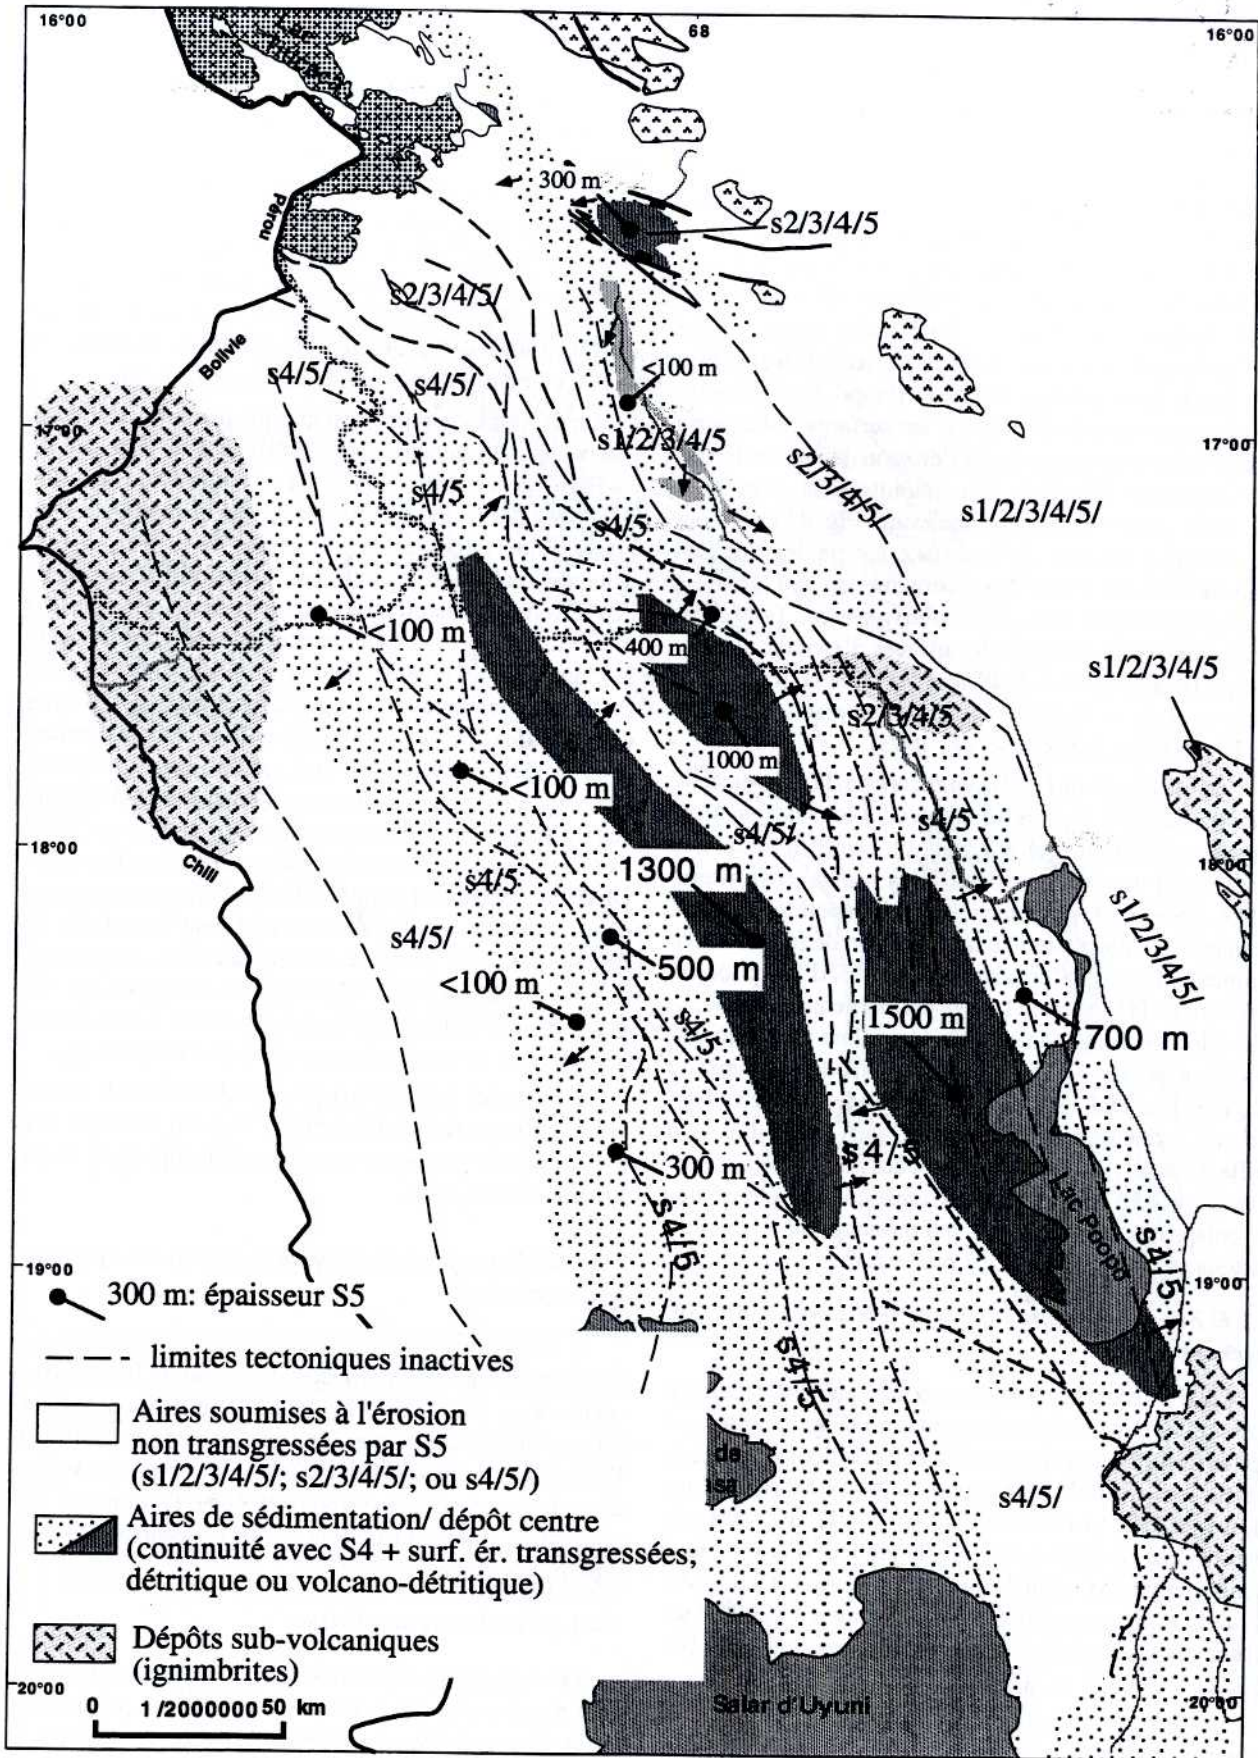 16°00
68
16°00
300 m
s2/3/4/5
Pérou
s2/3/4/5/
Bolivie
s4/5/
s4/5/
<100 m
17°00
s1/2/3/4/5
s2/3/4/5/
17°00
s4/5
s4/5
s1/2/3/4/5/
<100 m
400 m
s1/2/3/4/5
s2/3/4/5
1000 m
<100 m
s4/5/
s4/5
18°00
Chili
1300 m
18°00
s4/5
s4/5/
s1/2/3/4/5/
<100 m
500 m
s4/5
1500 m
700 m
s4/5
300 m
Lac Poopo
s4/5
s4/5
19°00
19°00
300 m: épaisseur S5
limites tectoniques inactives
s4/5
Aires soumises à l'érosion
non transgressées par S5
(s1/2/3/4/5/; s2/3/4/5/; ou s4/5/)
de
s4/5/
Aires de sédimentation/ dépôt centre
(continuité avec S4 + surf. ér. transgressées;
détritique ou volcano-détritique)
Dépôts sub-volcaniques
(ignimbrites)
20°00
0 1/2000000 50 km
Salar d'Uyuni
20°00